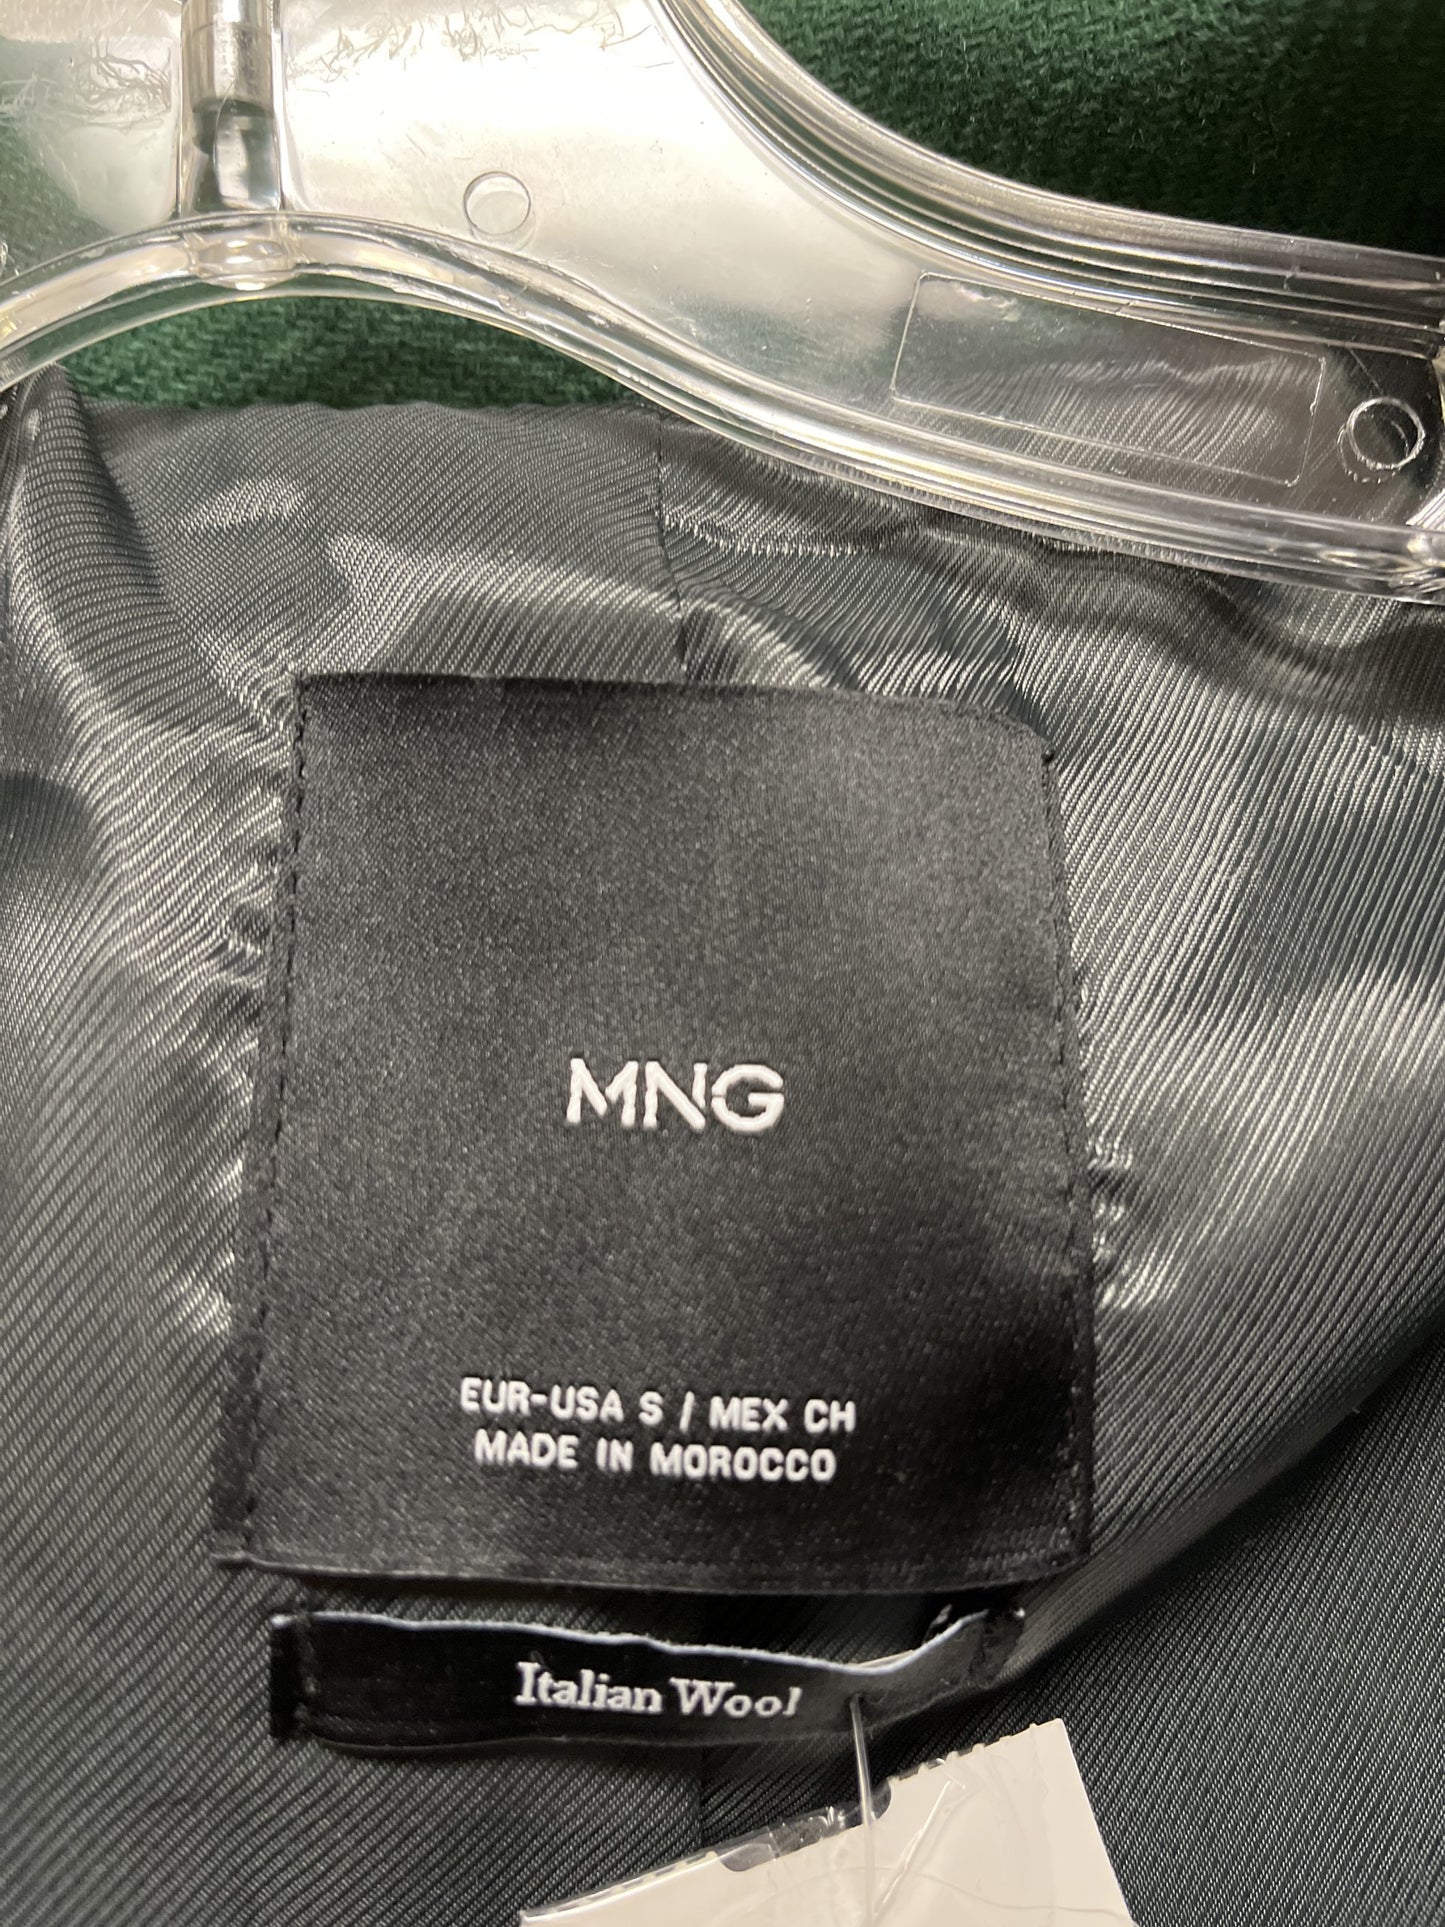 MNG
EUR-USA S / MEX CH
MADE IN MOROCCO
Italian Wool